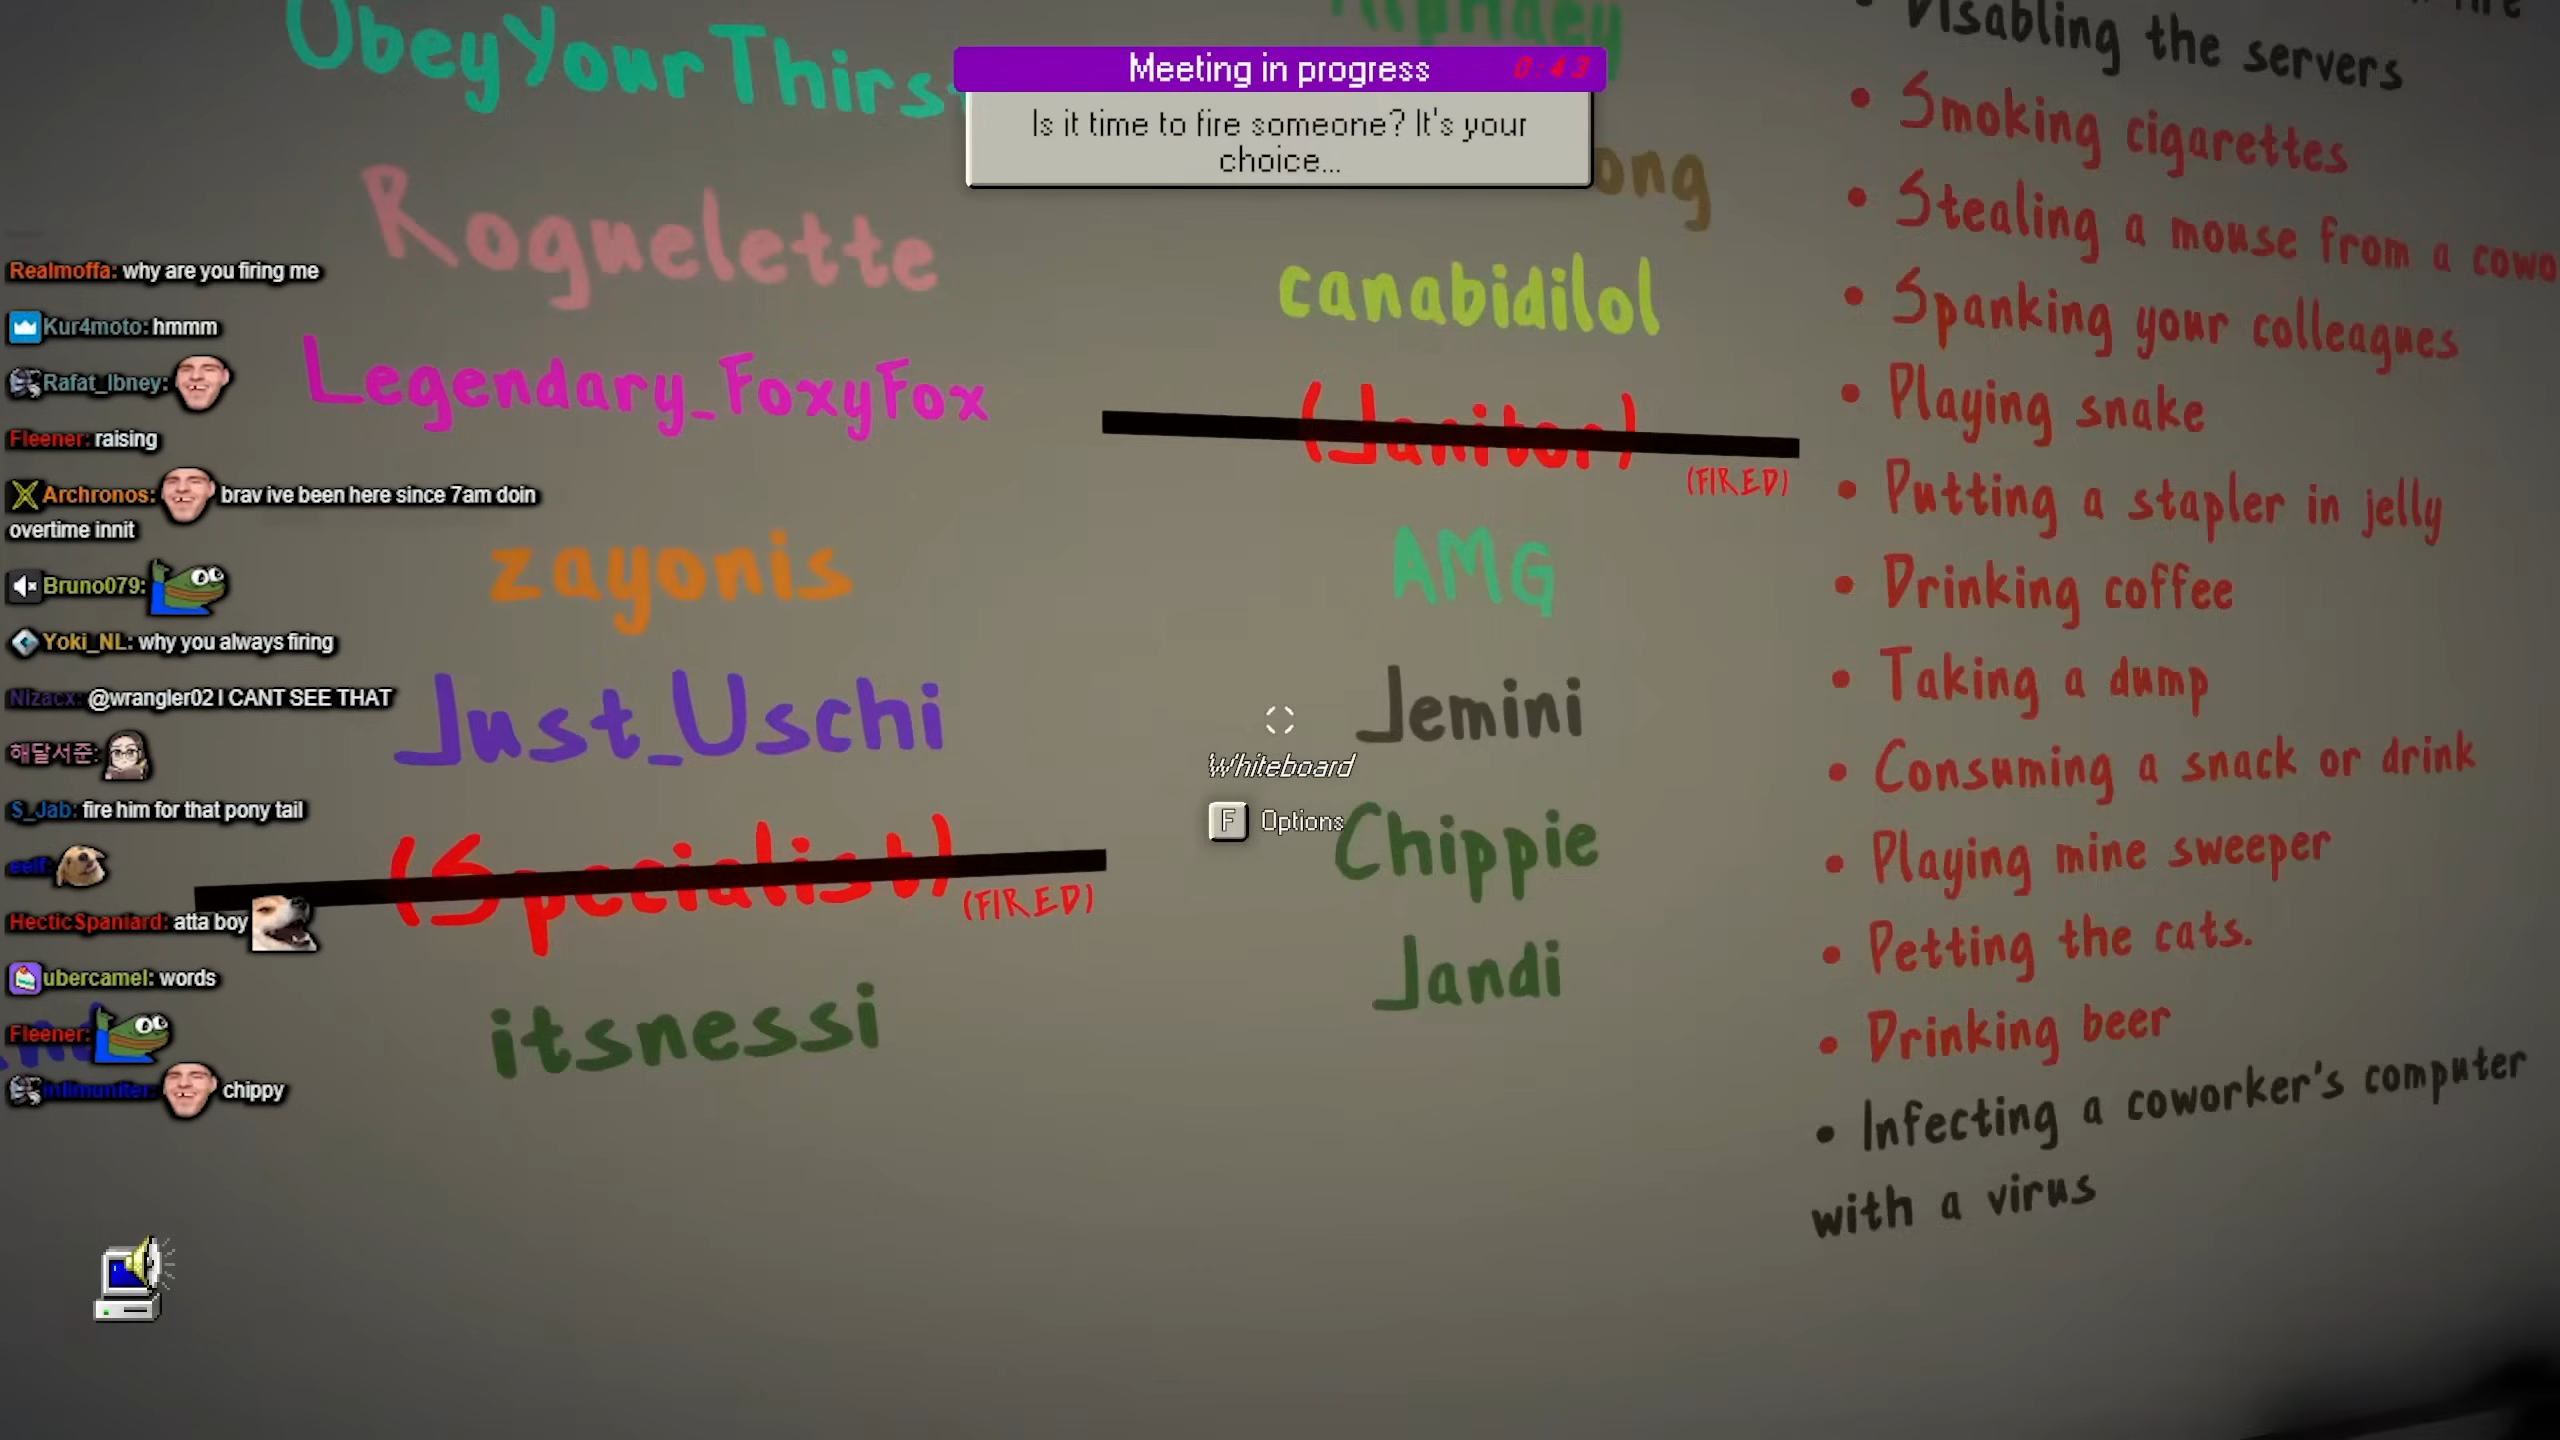 Meeting in progress 0:43
Is it time to fire someone? It's your
choice...
ObeyYourThirs
Roguelette
Legendary_FoxyFox
zayonis
Just_Uschi
(Specialist)
(FIRED)
itsnessi
ong
canabidilol
(Janitor)
(FIRED)
AMG
Jemini
Chippie
Jandi
Whiteboard
F Options
• Disabling the servers
• Smoking cigarettes
• Stealing a mouse from a cowo
• Spanking your colleagues
• Playing snake
• Putting a stapler in jelly
• Drinking coffee
• Taking a dump
• Consuming a snack or drink
• Playing mine sweeper
• Petting the cats.
• Drinking beer
• Infecting a coworker's computer
with a virus
Realmoffa: why are you firing me
Kur4moto: hmmm
Rafat_Ibney:
Fleener: raising
Archronos: brav ive been here since 7am doin
overtime innit
Bruno079:
Yoki_NL: why you always firing
Nizacx: @wrangler02 I CANT SEE THAT
해달서준:
S_Jab: fire him for that pony tail
eelf:
HecticSpaniard: atta boy
ubercamel: words
Fleener:
chippy